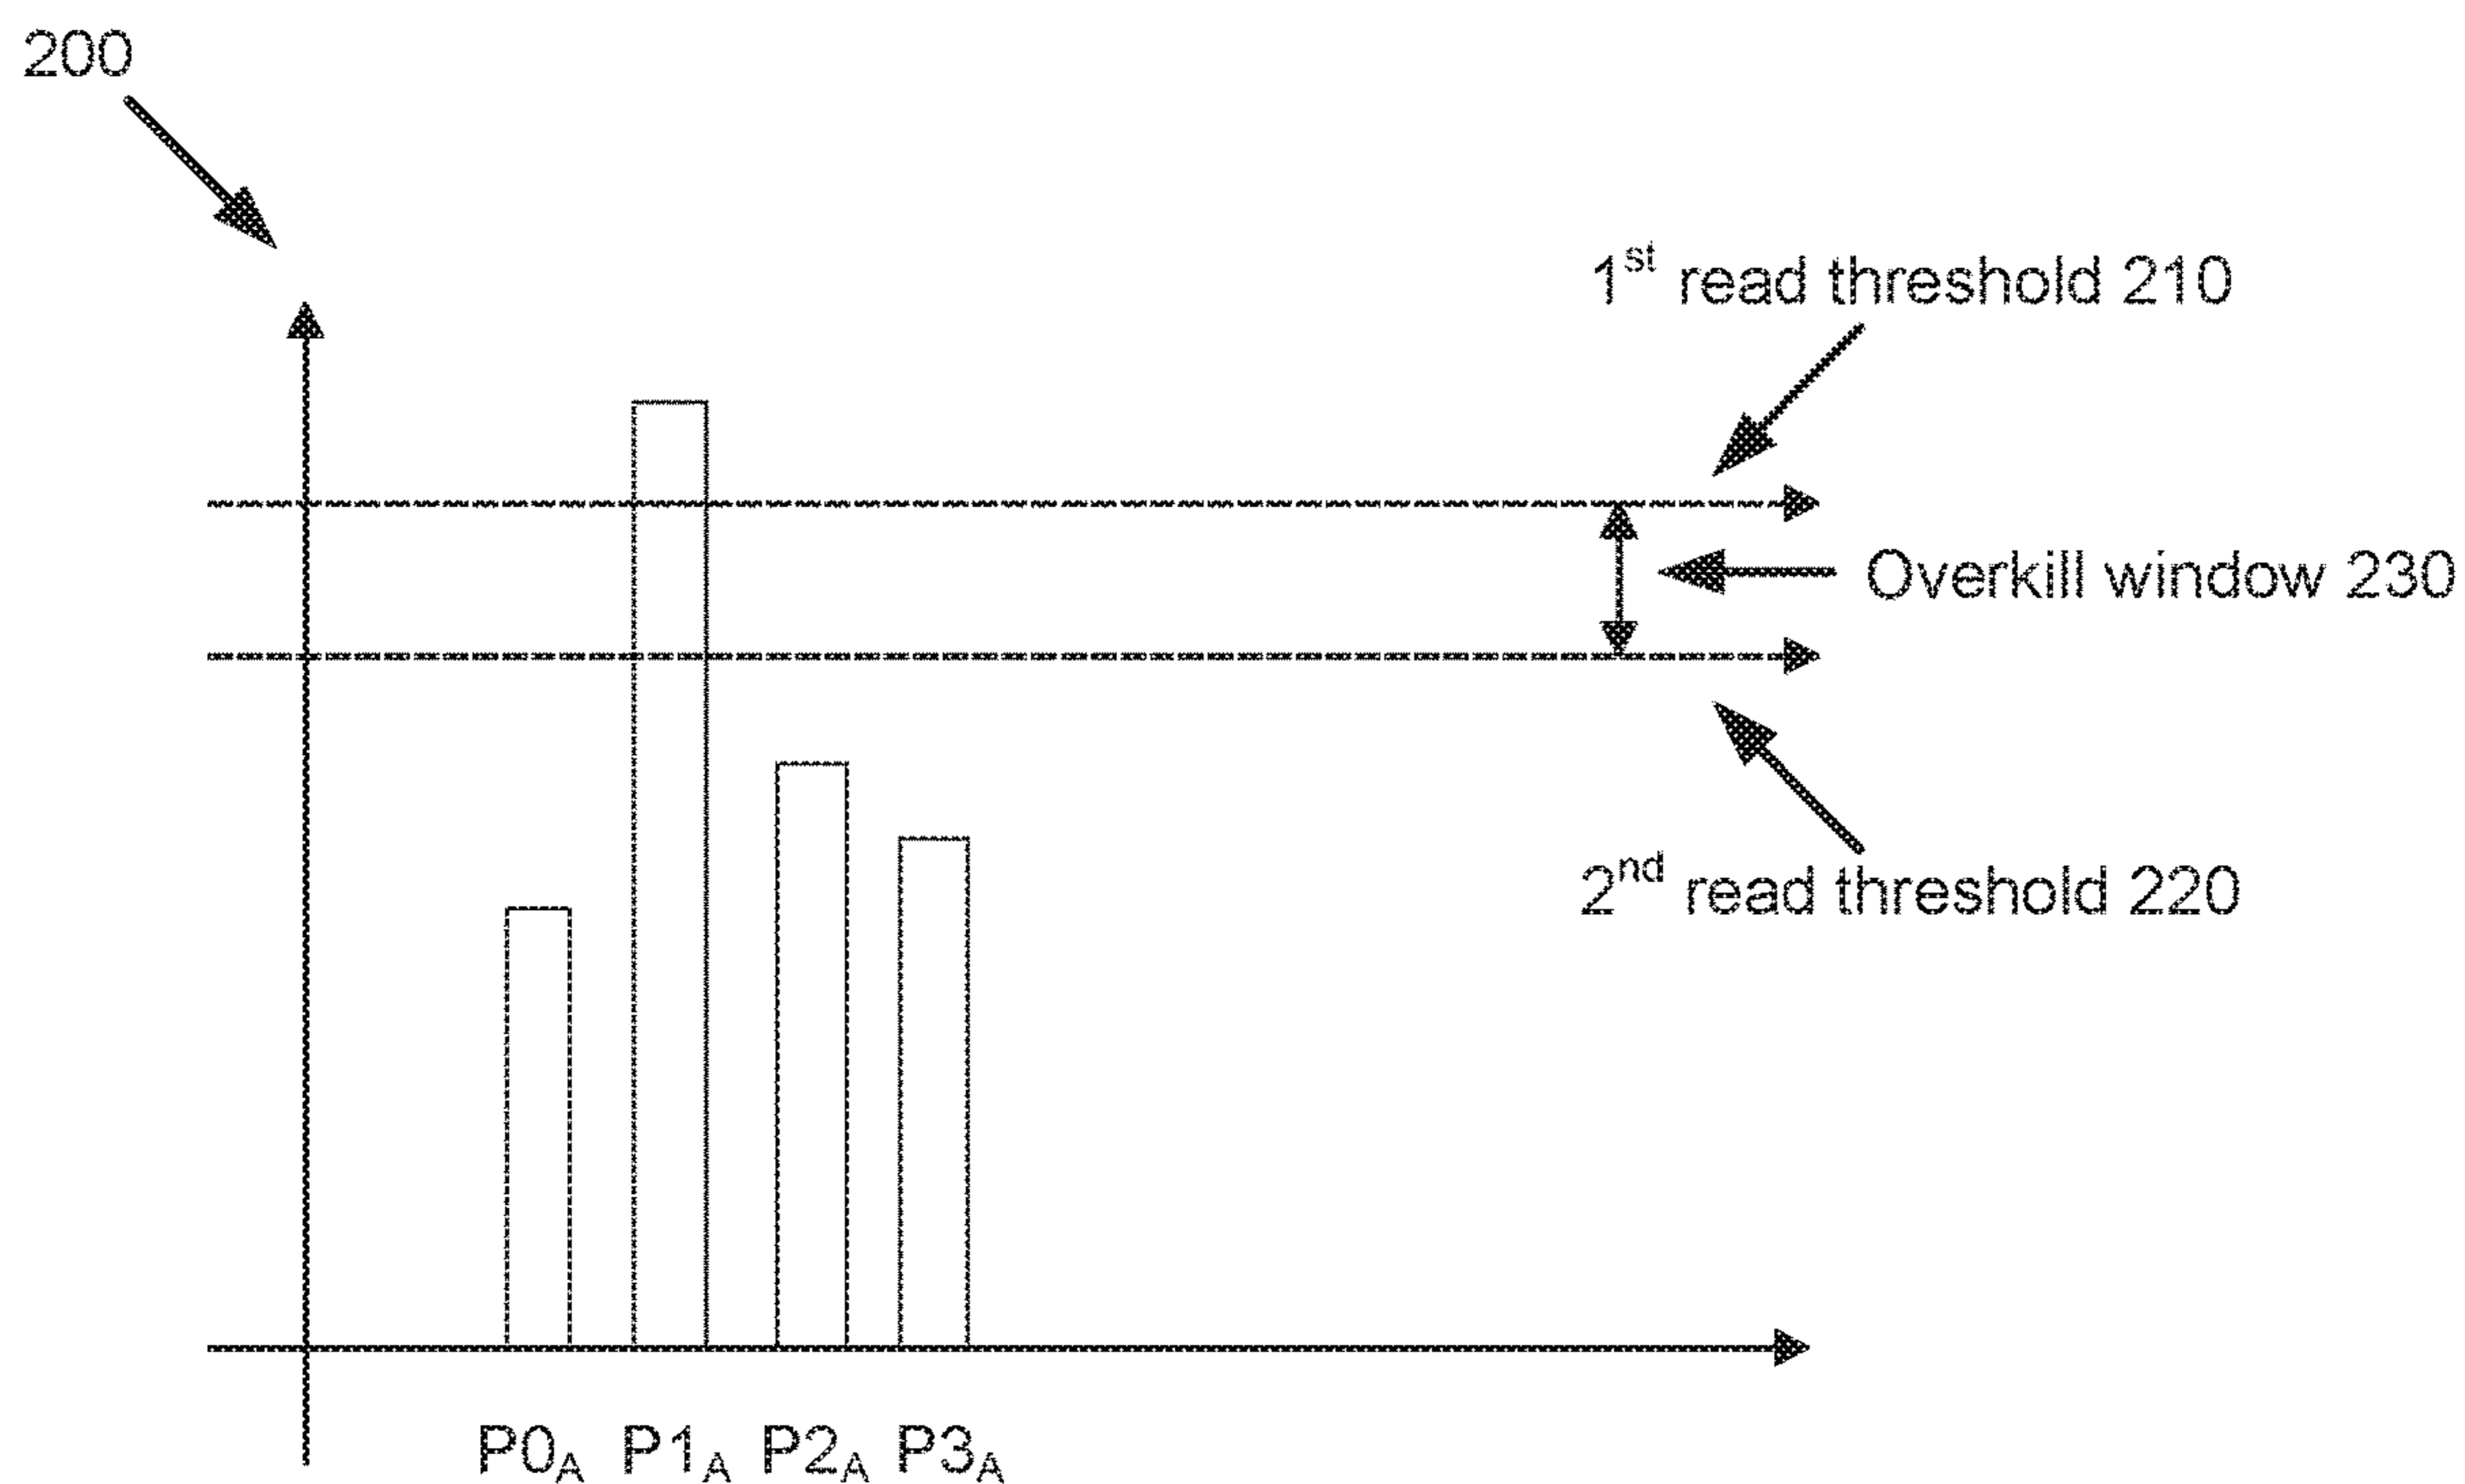 200
1st read threshold 210
Overkill window 230
2nd read threshold 220
P0A P1A P2A P3A